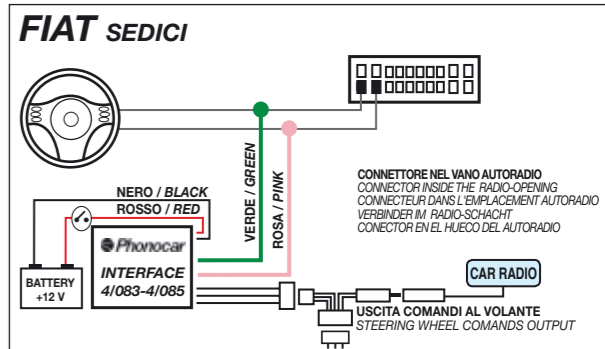 FIAT SEDICI
VERDE / GREEN
ROSA / PINK
CONNETTORE NEL VANO AUTORADIO
CONNECTOR INSIDE THE RADIO-OPENING
CONNECTEUR DANS L'EMPLACEMENT AUTORADIO
VERBINDER IM RADIO-SCHACHT
CONECTOR EN EL HUECO DEL AUTORADIO
NERO / BLACK
ROSSO / RED
Phonocar
INTERFACE
4/083-4/085
BATTERY
+12 V
CAR RADIO
USCITA COMANDI AL VOLANTE
STEERING WHEEL COMANDS OUTPUT